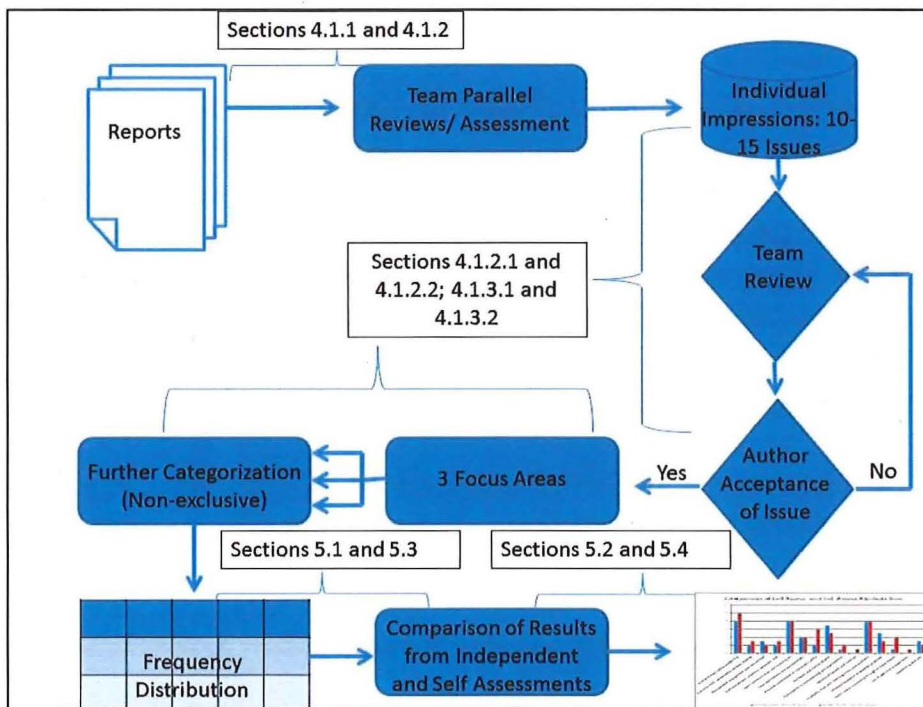 Sections 4.1.1 and 4.1.2
Reports
Team Parallel
Reviews/ Assessment
Individual
Impressions: 10-
15 Issues
Team
Review
Sections 4.1.2.1 and
4.1.2.2; 4.1.3.1 and
4.1.3.2
Author
Acceptance
of Issue
No
Yes
3 Focus Areas
Further Categorization
(Non-exclusive)
Sections 5.1 and 5.3
Sections 5.2 and 5.4
Frequency
Distribution
Comparison of Results
from Independent
and Self Assessments